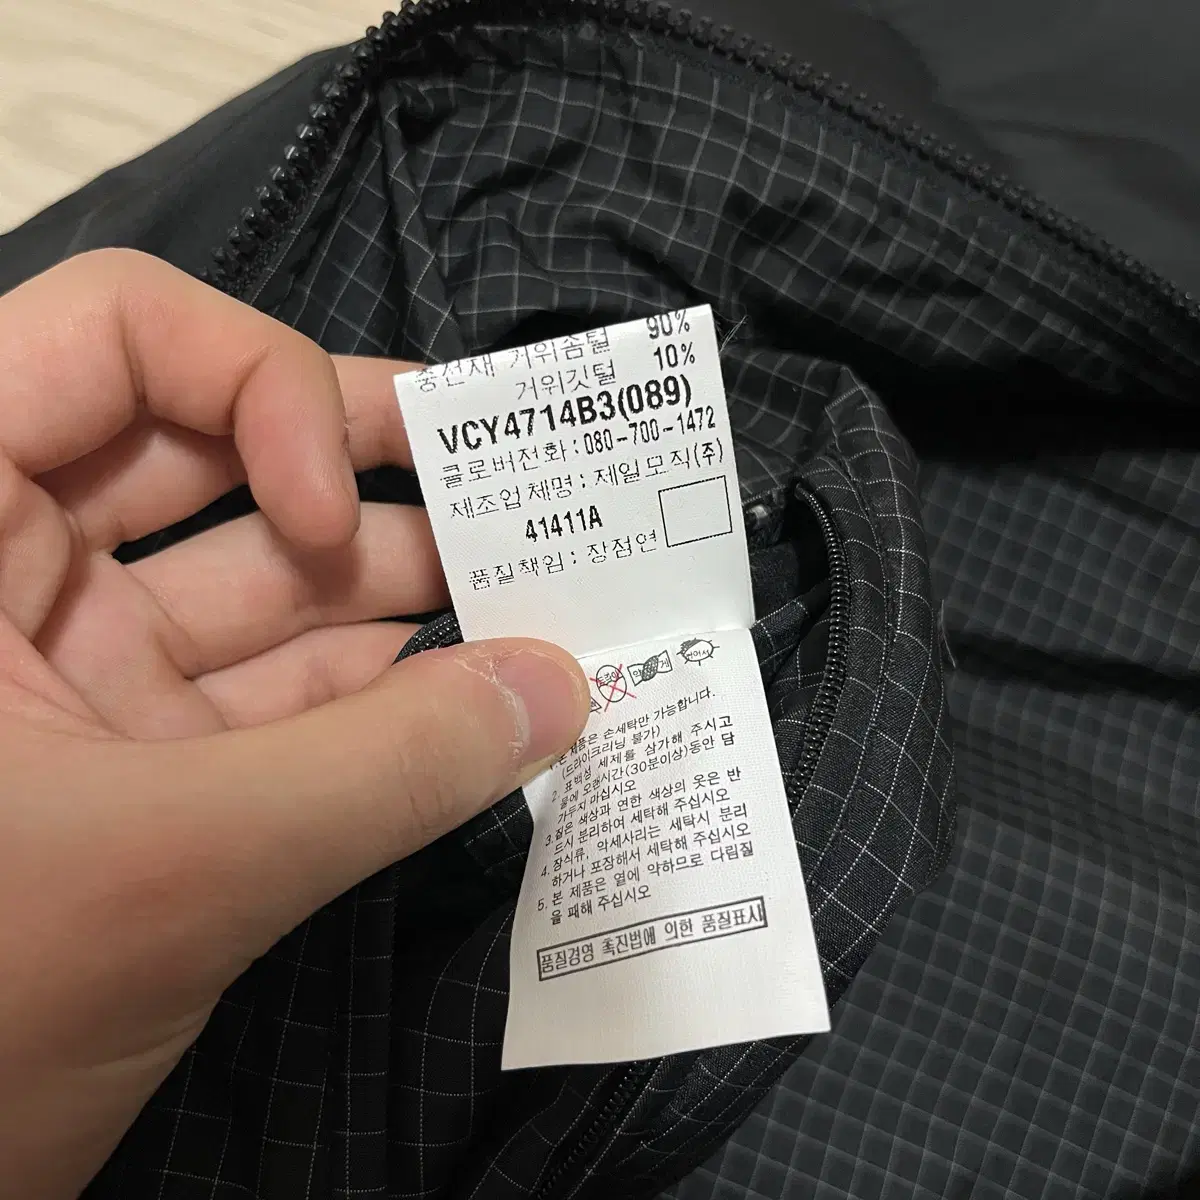 충전재 거위솜털 90%
거위깃털 10%
VCY4714B3(089)
클로버전화:080-700-1472
제조업체명:제일모직(주)
41411A
품질책임:장점연
드라이
약 게
뉘어서
1. 본 제품은 손세탁만 가능합니다.
(드라이크리닝 불가)
2. 표백성 세제를 삼가해 주시고
물에 오랜시간(30분이상)동안 담
가두지 마십시오
3. 짙은 색상과 연한 색상의 옷은 반
드시 분리하여 세탁해 주십시오
4. 장식류, 악세사리는 세탁시 분리
하거나 포장해서 세탁해 주십시오
5. 본 제품은 열에 약하므로 다림질
을 피해 주십시오
품질경영 촉진법에 의한 품질표시